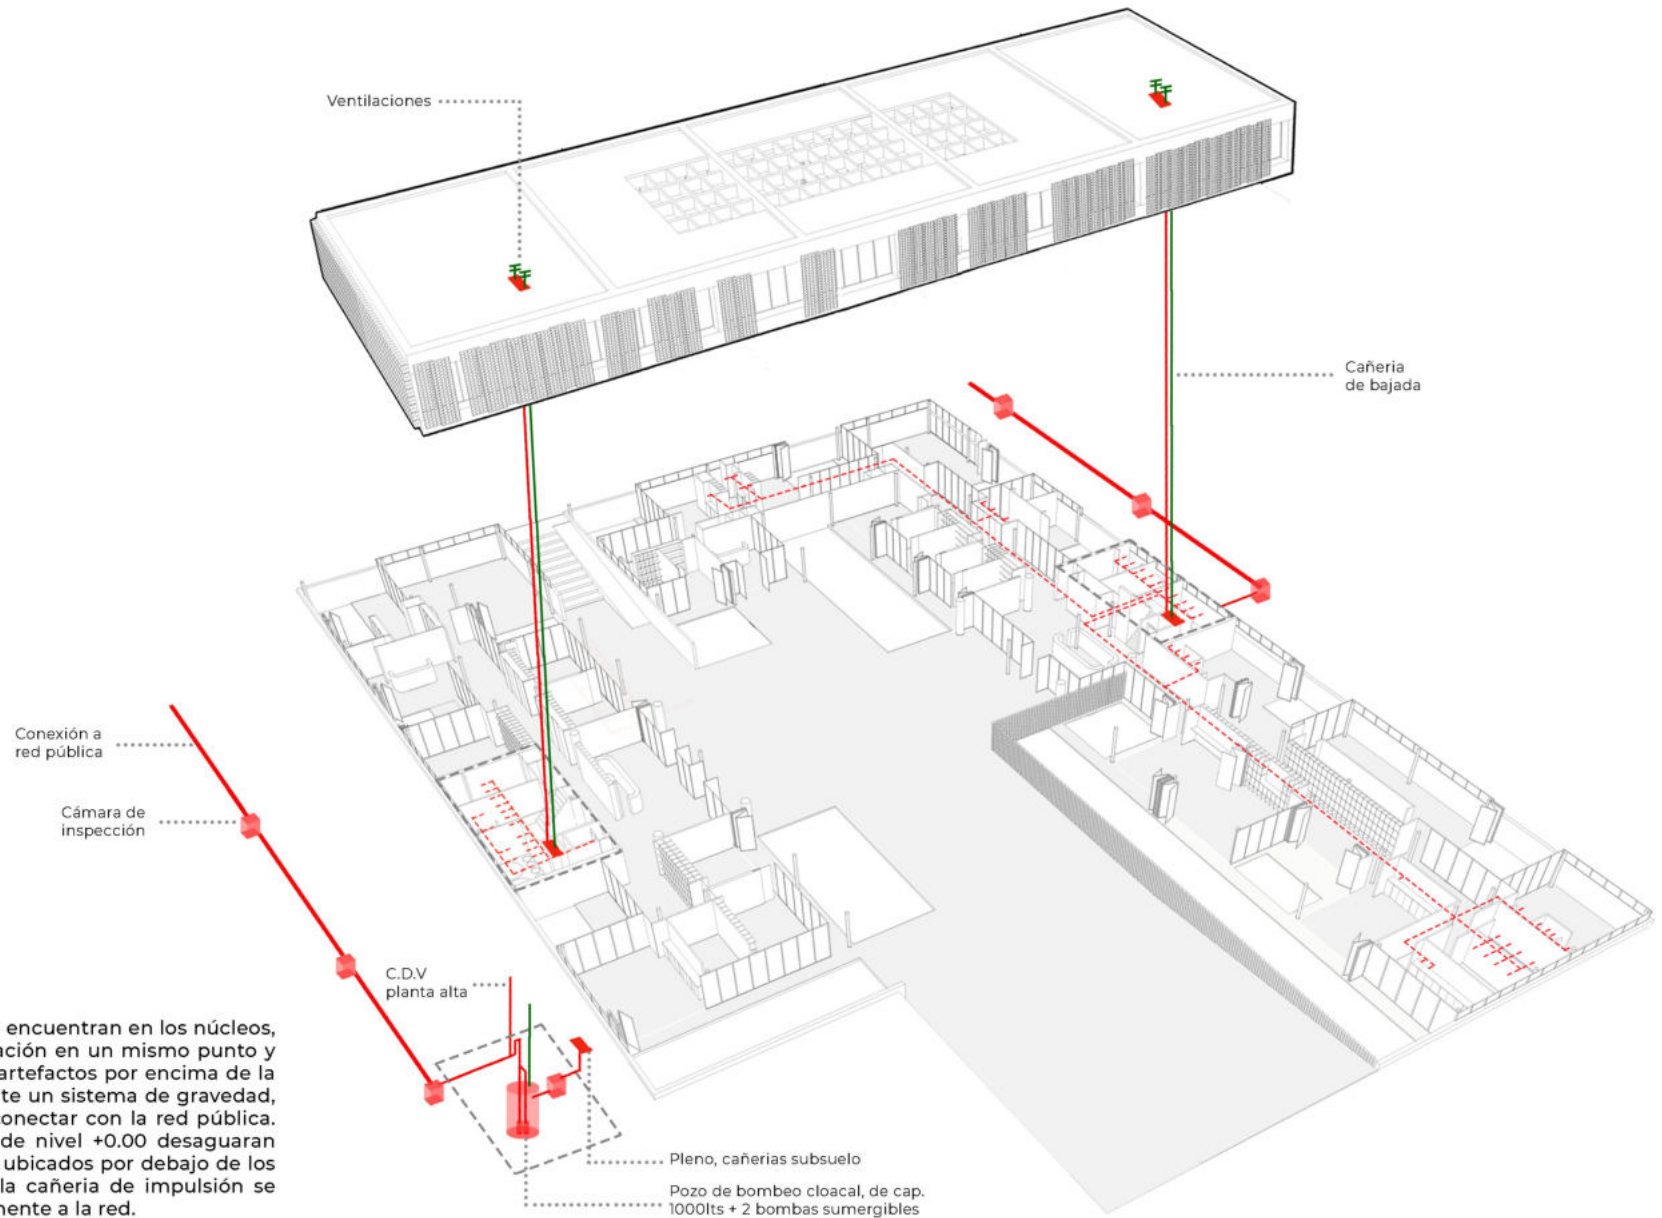 Ventilaciones
Cañeria
de bajada
Conexión a
red pública
Cámara de
inspección
C.D.V
planta alta
encuentran en los núcleos,
ación en un mismo punto y
artefactos por encima de la
te un sistema de gravedad,
conectar con la red pública.
de nivel +0.00 desaguaran
ubicados por debajo de los
la cañeria de impulsión se
nente a la red.
Pleno, cañerias subsuelo
Pozo de bombeo cloacal, de cap.
1000lts + 2 bombas sumergibles